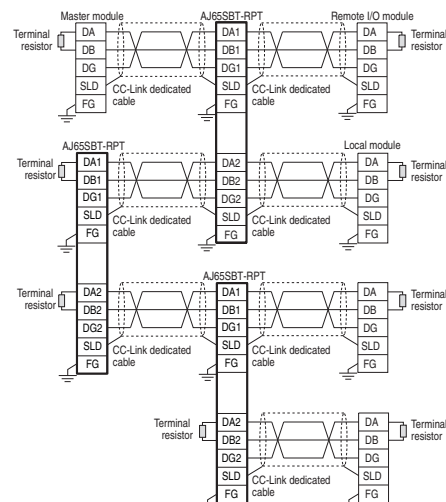 Master module
AJ65SBT-RPT
Remote I/O module
Terminal
resistor
DA
DB
DG
SLD
FG
CC-Link dedicated
cable
DA1
DB1
DG1
SLD
FG
CC-Link dedicated
cable
DA
DB
DG
SLD
FG
Terminal
resistor
AJ65SBT-RPT
Local module
Terminal
resistor
DA1
DB1
DG1
SLD
FG
CC-Link dedicated
cable
DA2
DB2
DG2
SLD
FG
CC-Link dedicated
cable
DA
DB
DG
SLD
FG
Terminal
resistor
AJ65SBT-RPT
Terminal
resistor
DA2
DB2
DG2
SLD
FG
CC-Link dedicated
cable
DA1
DB1
DG1
SLD
FG
CC-Link dedicated
cable
DA
DB
DG
SLD
FG
Terminal
resistor
Terminal
resistor
DA2
DB2
DG2
SLD
FG
CC-Link dedicated
cable
DA
DB
DG
SLD
FG
Terminal
resistor